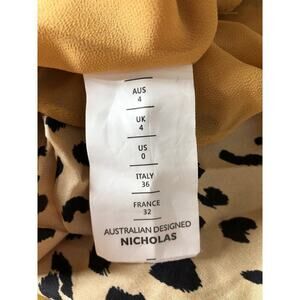 AUS
4
UK
4
US
0
ITALY
36
FRANCE
32
AUSTRALIAN DESIGNED
NICHOLAS